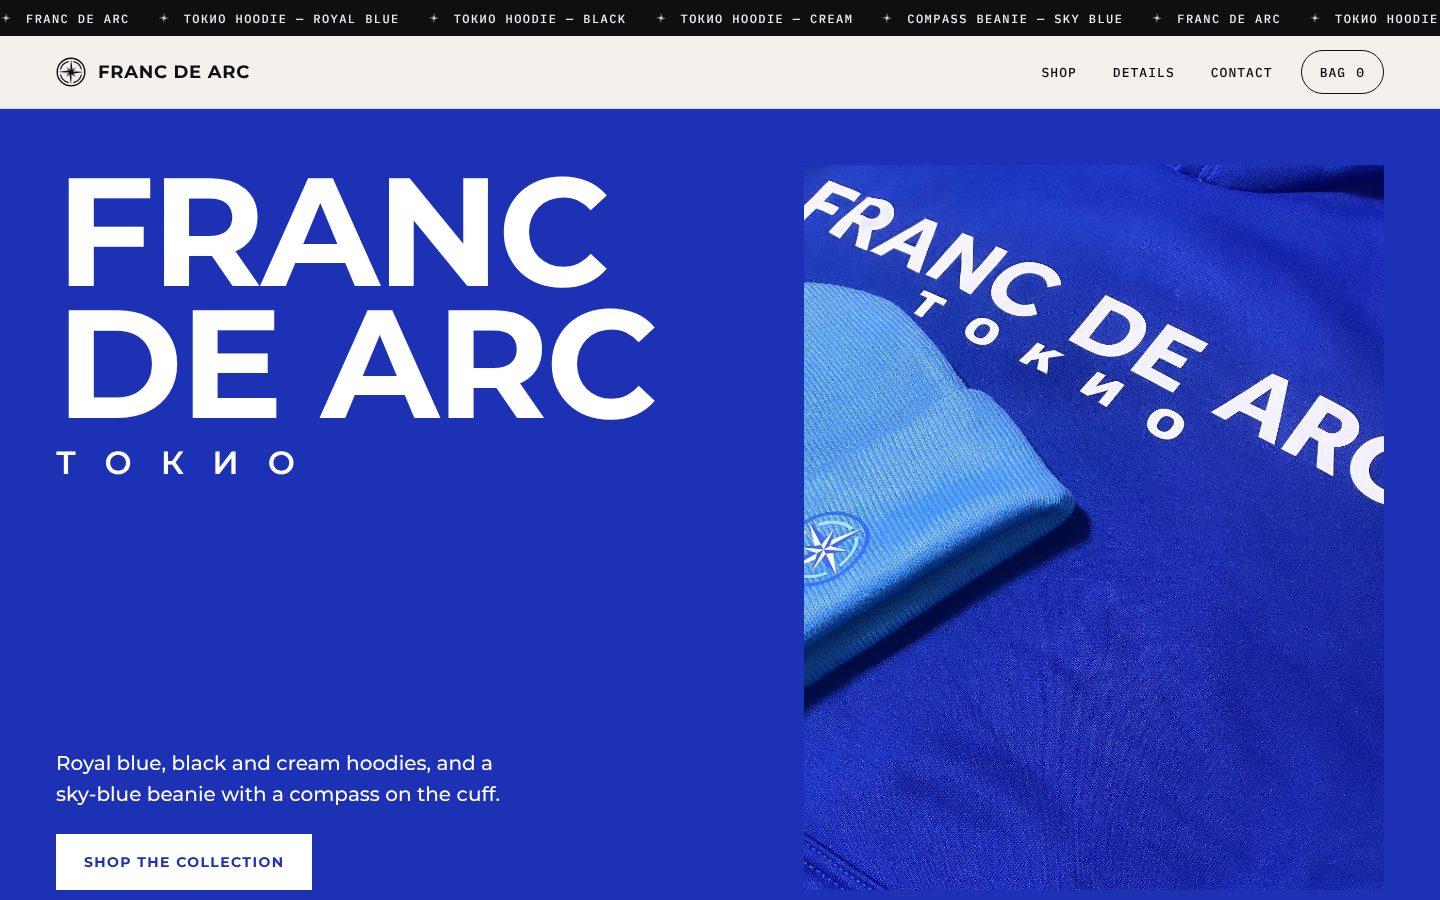 FRANC DE ARC TOKИO HOODIE — ROYAL BLUE TOKИO HOODIE — BLACK TOKИO HOODIE — CREAM COMPASS BEANIE — SKY BLUE FRANC DE ARC TOKИO HOODIE
FRANC DE ARC SHOP DETAILS CONTACT BAG 0
FRANC
DE ARC
TOKИO
Royal blue, black and cream hoodies, and a
sky-blue beanie with a compass on the cuff.
SHOP THE COLLECTION
FRANC DE ARC
TOKИO